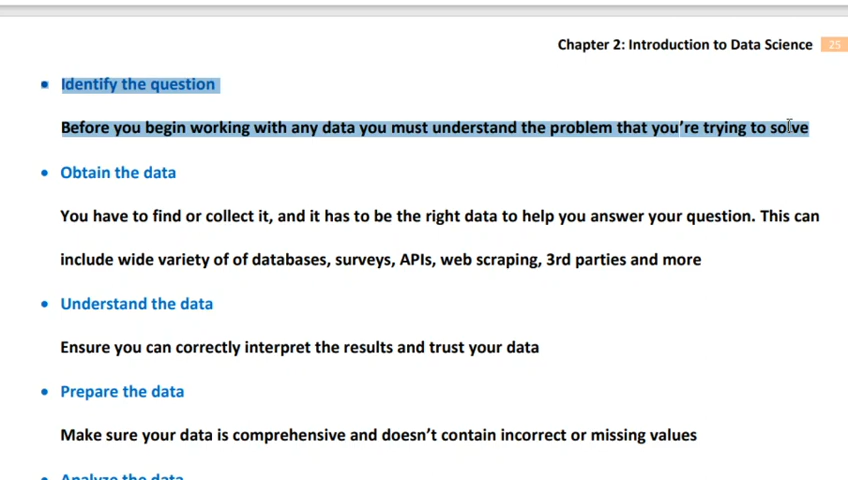 Chapter 2: Introduction to Data Science 25
• Identify the question
Before you begin working with any data you must understand the problem that you’re trying to solve
• Obtain the data
You have to find or collect it, and it has to be the right data to help you answer your question. This can
include wide variety of of databases, surveys, APIs, web scraping, 3rd parties and more
• Understand the data
Ensure you can correctly interpret the results and trust your data
• Prepare the data
Make sure your data is comprehensive and doesn’t contain incorrect or missing values
• Analyze the data